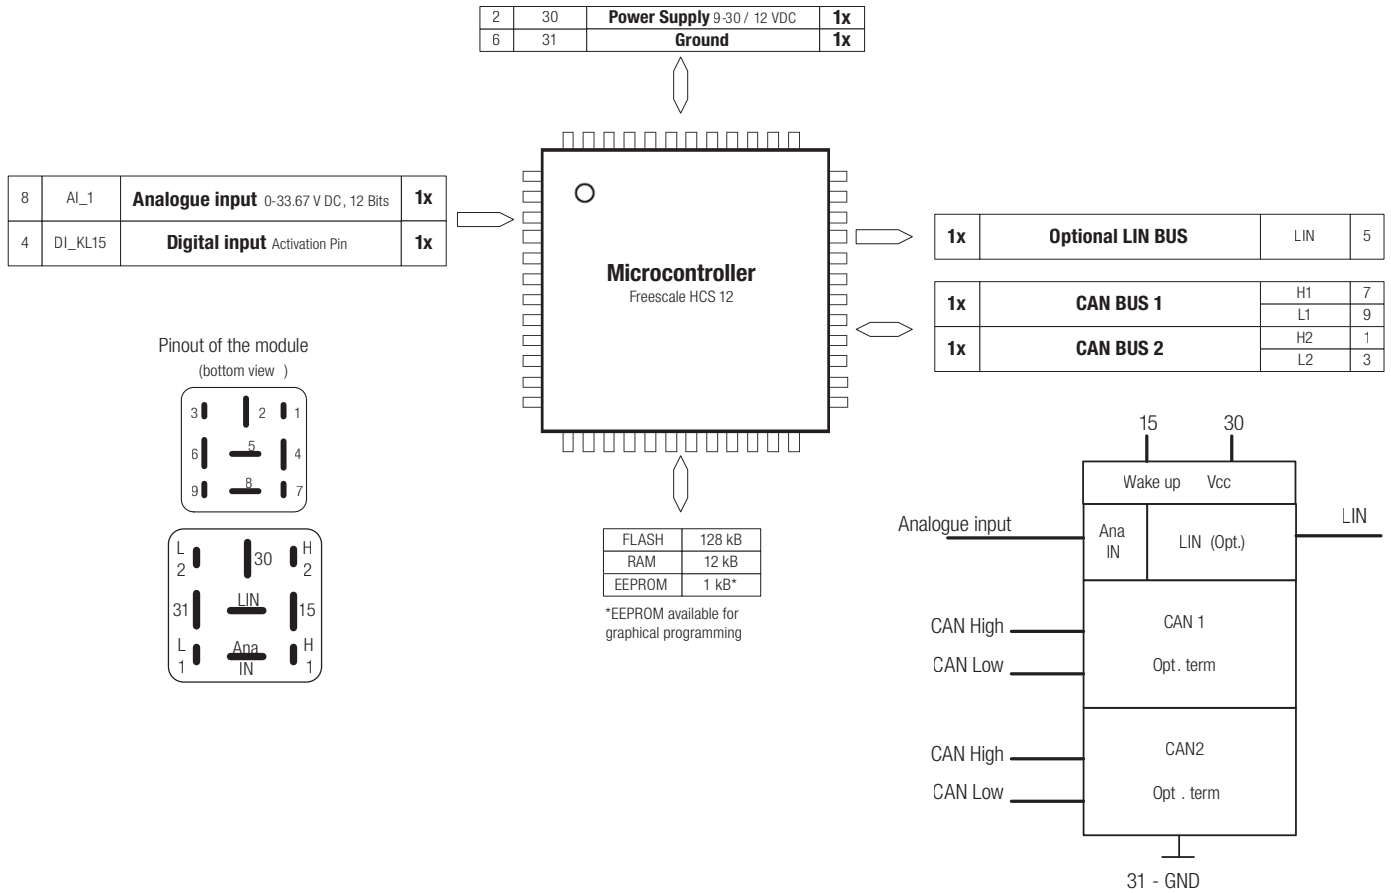 2 30 Power Supply 9-30 / 12 VDC 1x
6 31 Ground 1x
8 AI_1 Analogue input 0-33.67 V DC, 12 Bits 1x
4 DI_KL15 Digital input Activation Pin 1x
Microcontroller
Freescale HCS 12
1x Optional LIN BUS LIN 5
1x CAN BUS 1 H1 7
L1 9
1x CAN BUS 2 H2 1
L2 3
Pinout of the module
(bottom view )
3 2 1
6 5 4
9 8 7
L 2 30 H 2
31 LIN 15
L 1 Ana IN H 1
FLASH 128 kB
RAM 12 kB
EEPROM 1 kB*
*EEPROM available for
graphical programming
15 30
Wake up Vcc
Analogue input Ana IN LIN (Opt.) LIN
CAN 1
CAN High
CAN Low Opt. term
CAN2
CAN High
CAN Low Opt . term
31 - GND